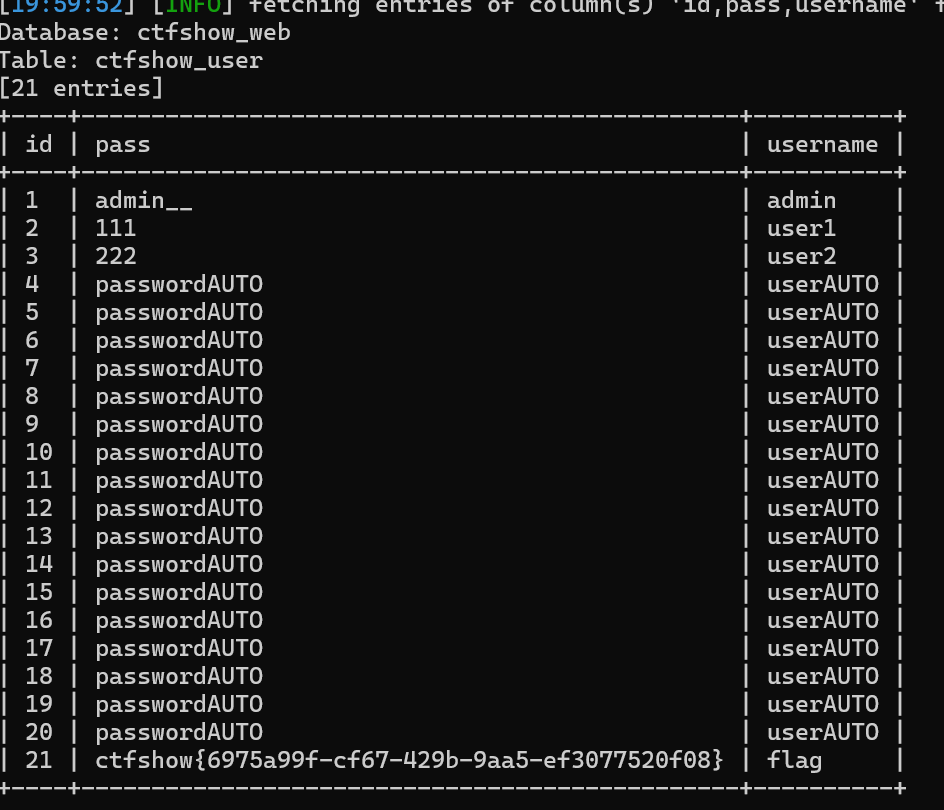 [19:59:52] [INFO] fetching entries of column(s) 'id,pass,username' f
Database: ctfshow_web
Table: ctfshow_user
[21 entries]
+----+------------------------------------------------+----------+
| id | pass | username |
+----+------------------------------------------------+----------+
| 1 | admin__ | admin |
| 2 | 111 | user1 |
| 3 | 222 | user2 |
| 4 | passwordAUTO | userAUTO |
| 5 | passwordAUTO | userAUTO |
| 6 | passwordAUTO | userAUTO |
| 7 | passwordAUTO | userAUTO |
| 8 | passwordAUTO | userAUTO |
| 9 | passwordAUTO | userAUTO |
| 10 | passwordAUTO | userAUTO |
| 11 | passwordAUTO | userAUTO |
| 12 | passwordAUTO | userAUTO |
| 13 | passwordAUTO | userAUTO |
| 14 | passwordAUTO | userAUTO |
| 15 | passwordAUTO | userAUTO |
| 16 | passwordAUTO | userAUTO |
| 17 | passwordAUTO | userAUTO |
| 18 | passwordAUTO | userAUTO |
| 19 | passwordAUTO | userAUTO |
| 20 | passwordAUTO | userAUTO |
| 21 | ctfshow{6975a99f-cf67-429b-9aa5-ef3077520f08} | flag |
+----+------------------------------------------------+----------+